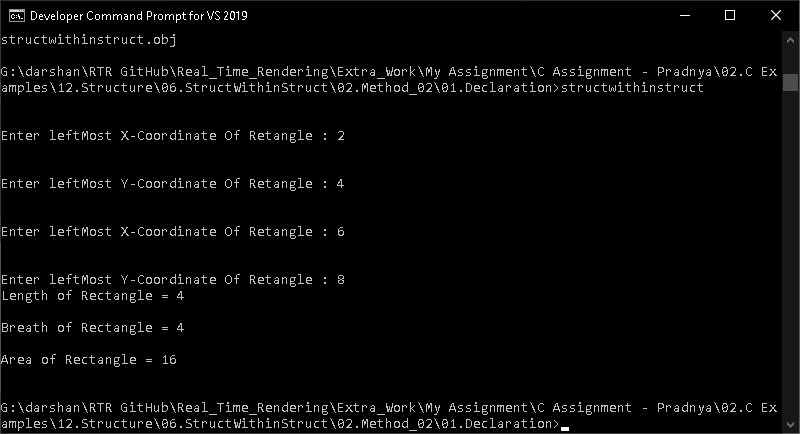 Developer Command Prompt for VS 2019
structwithinstruct.obj
G:\darshan\RTR GitHub\Real_Time_Rendering\Extra_Work\My Assignment\C Assignment - Pradnya\02.C Ex
amples\12.Structure\06.StructWithinStruct\02.Method_02\01.Declaration>structwithinstruct
Enter leftMost X-Coordinate Of Retangle : 2
Enter leftMost Y-Coordinate Of Retangle : 4
Enter leftMost X-Coordinate Of Retangle : 6
Enter leftMost Y-Coordinate Of Retangle : 8
Length of Rectangle = 4
Breath of Rectangle = 4
Area of Rectangle = 16
G:\darshan\RTR GitHub\Real_Time_Rendering\Extra_Work\My Assignment\C Assignment - Pradnya\02.C Ex
amples\12.Structure\06.StructWithinStruct\02.Method_02\01.Declaration>